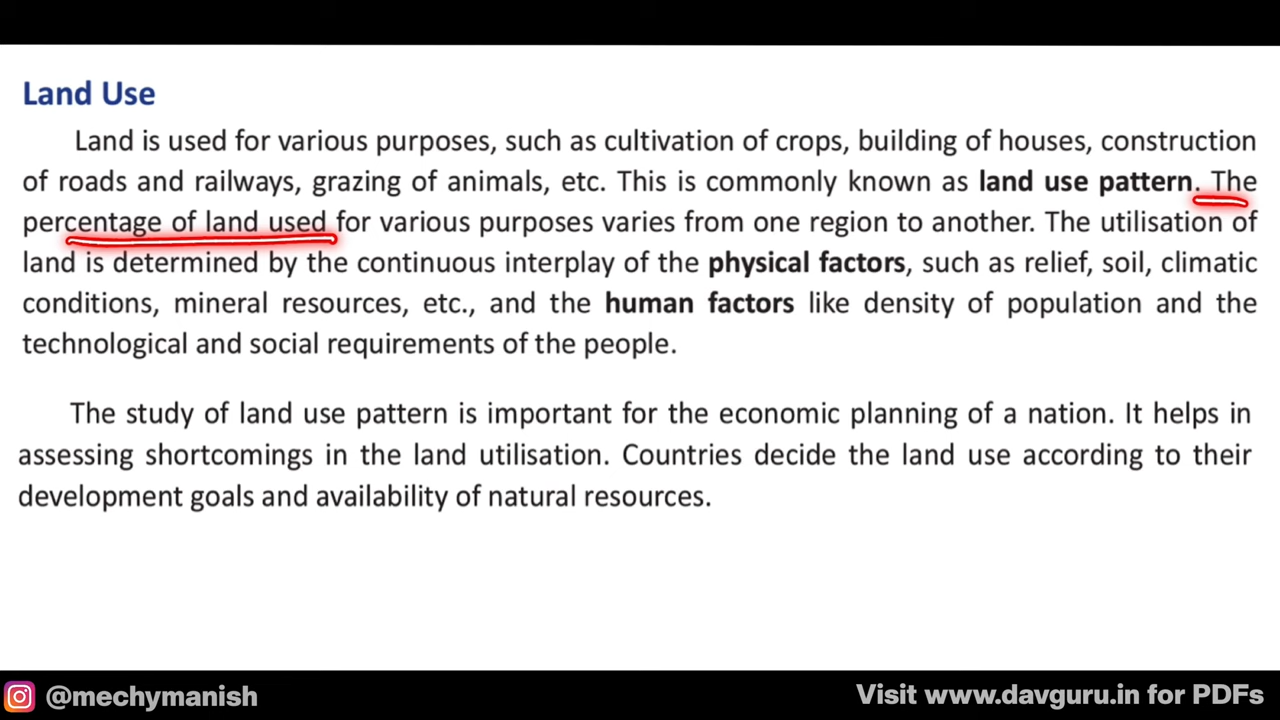 Land Use
Land is used for various purposes, such as cultivation of crops, building of houses, construction
of roads and railways, grazing of animals, etc. This is commonly known as land use pattern. The
percentage of land used for various purposes varies from one region to another. The utilisation of
land is determined by the continuous interplay of the physical factors, such as relief, soil, climatic
conditions, mineral resources, etc., and the human factors like density of population and the
technological and social requirements of the people.
The study of land use pattern is important for the economic planning of a nation. It helps in
assessing shortcomings in the land utilisation. Countries decide the land use according to their
development goals and availability of natural resources.
@mechymanish
Visit www.davguru.in for PDFs